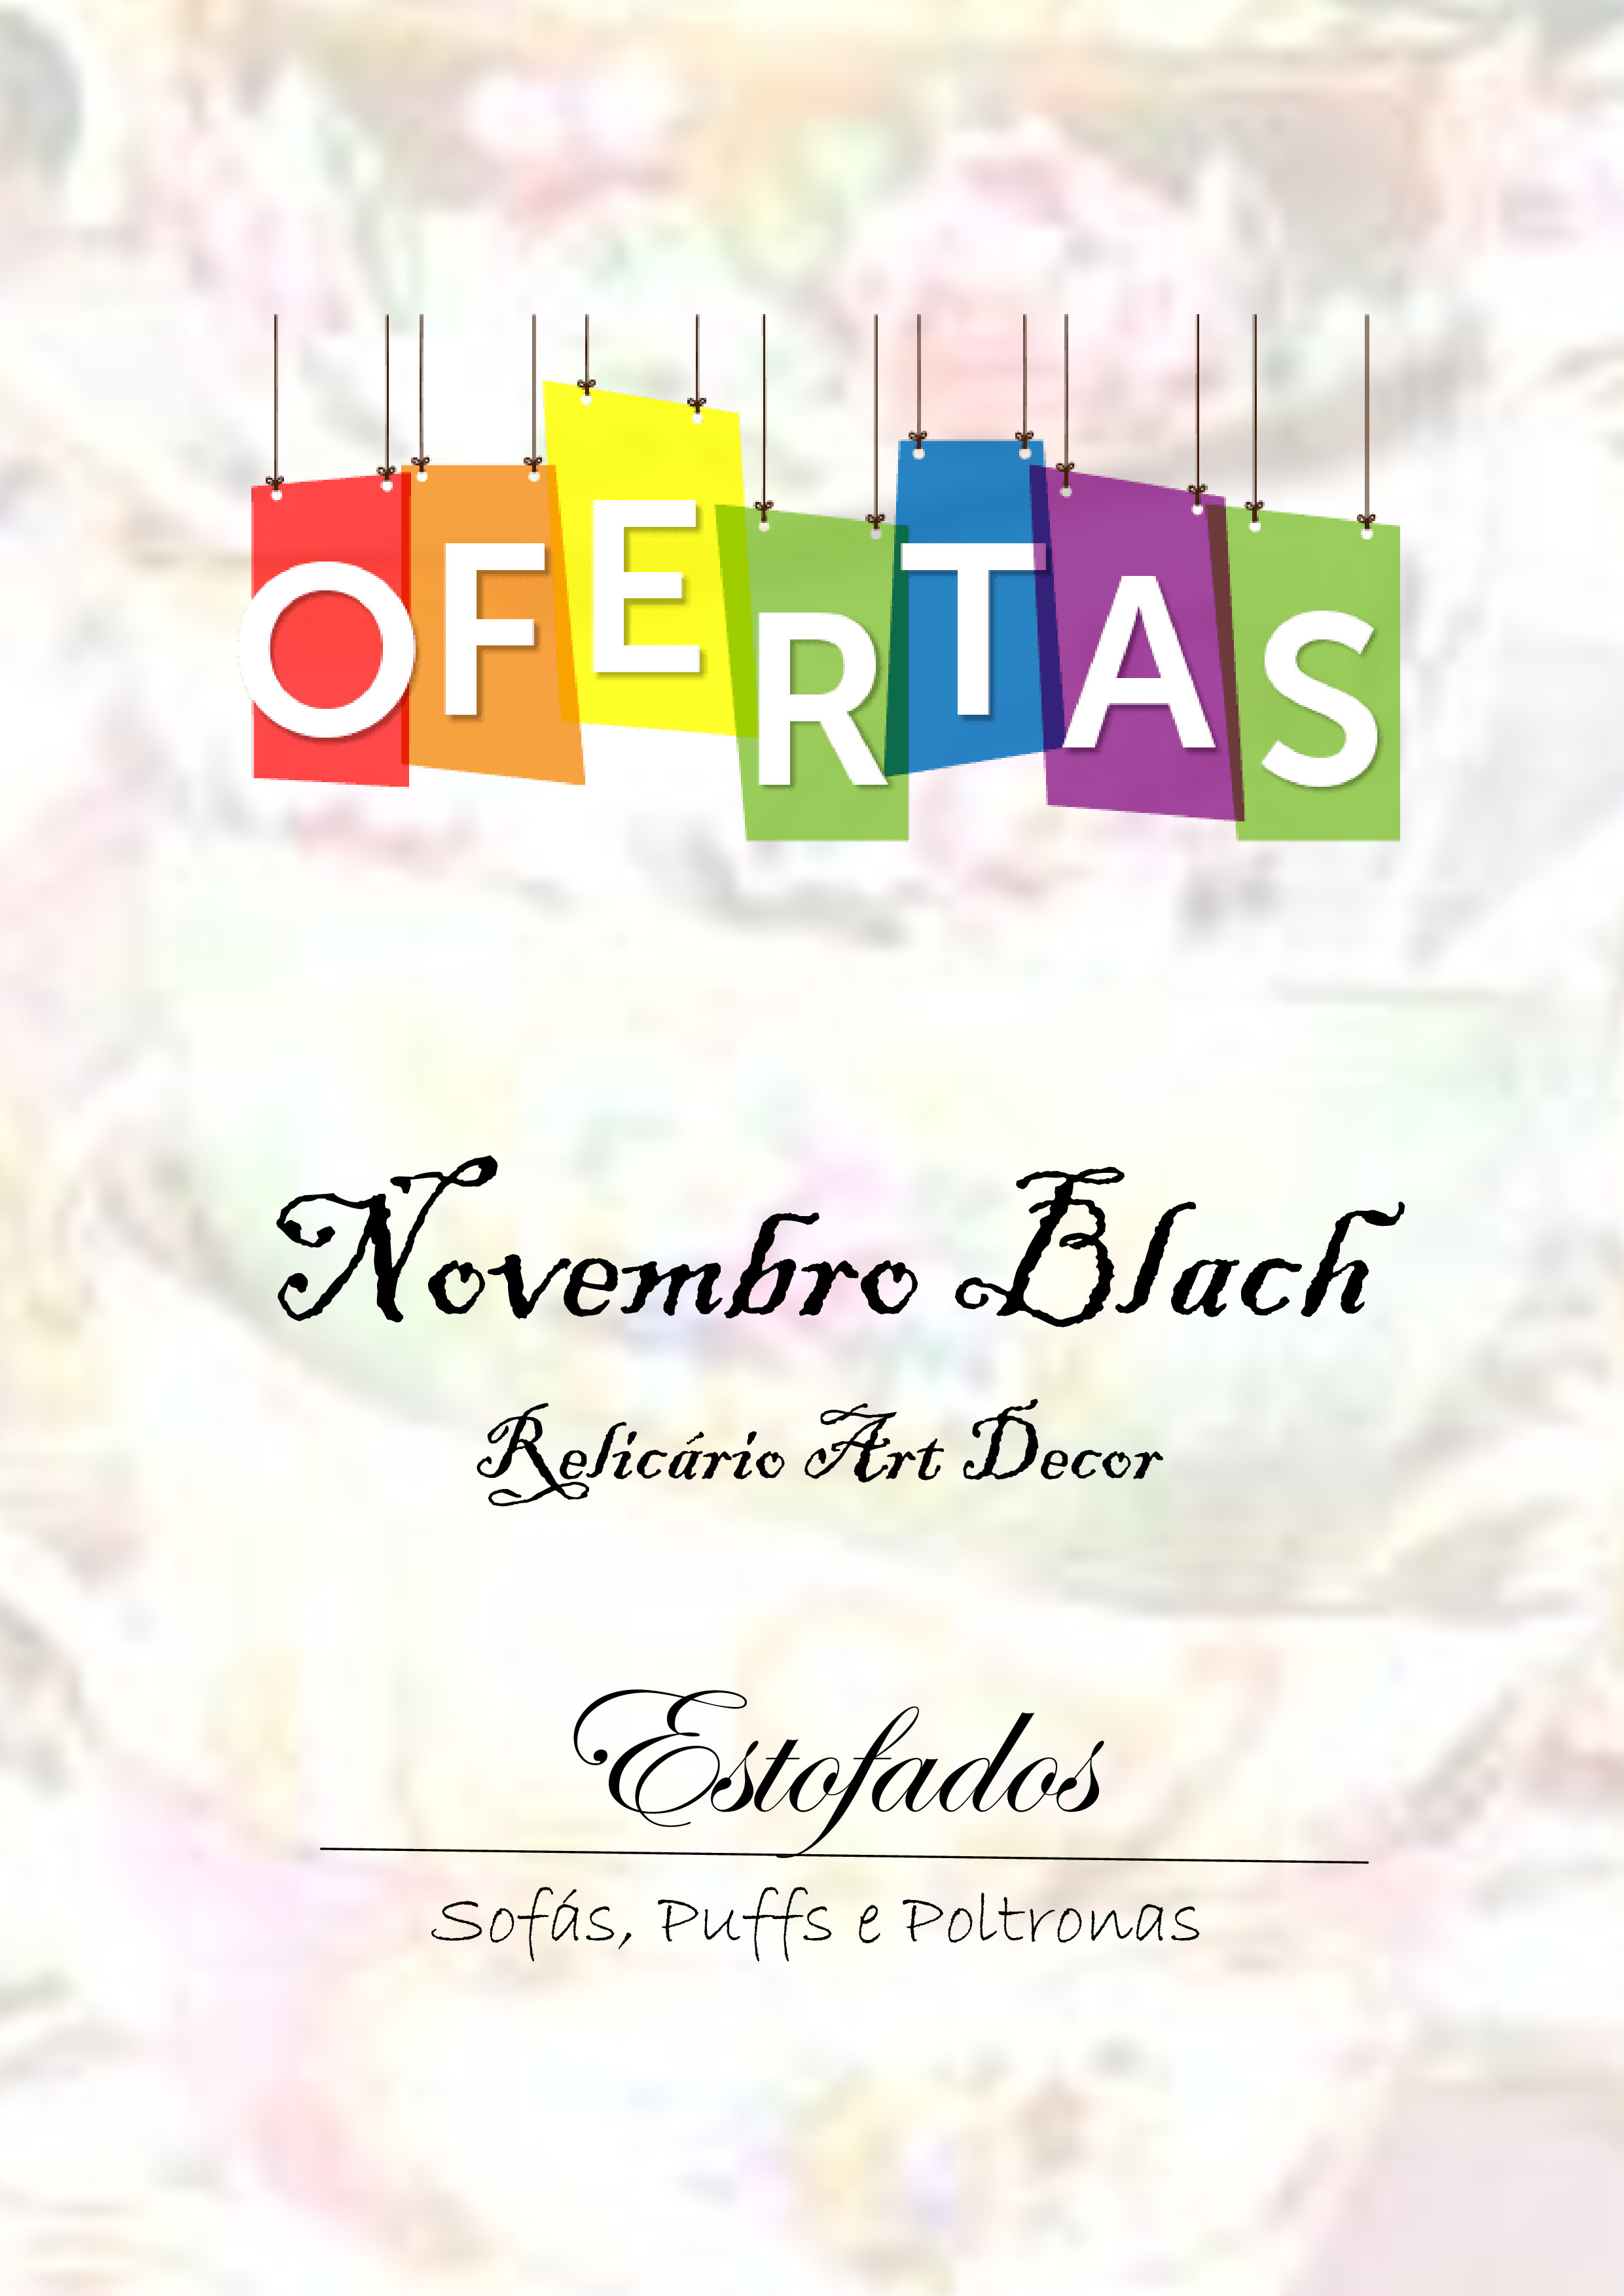 OFERTAS
Novembro Blach
Relicário Art Decor
Estofados
Sofás, Puffs e Poltronas